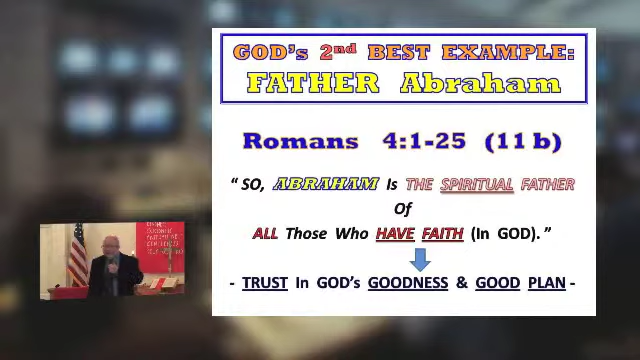 GOD's 2nd BEST EXAMPLE:
FATHER Abraham
Romans 4:1-25 (11 b)
" SO, ABRAHAM Is THE SPIRITUAL FATHER
Of
ALL Those Who HAVE FAITH (In GOD). "
- TRUST In GOD's GOODNESS & GOOD PLAN -